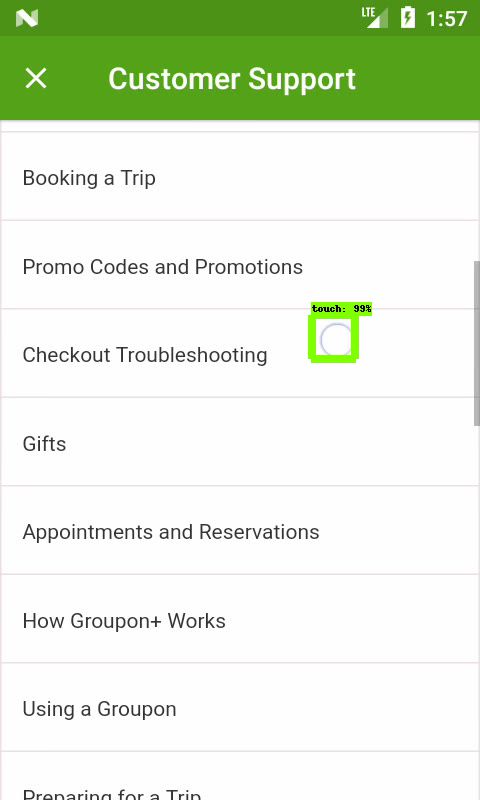 LTE 1:57
Customer Support
Booking a Trip
Promo Codes and Promotions
touch: 99%
Checkout Troubleshooting
Gifts
Appointments and Reservations
How Groupon+ Works
Using a Groupon
Preparing for a Trip